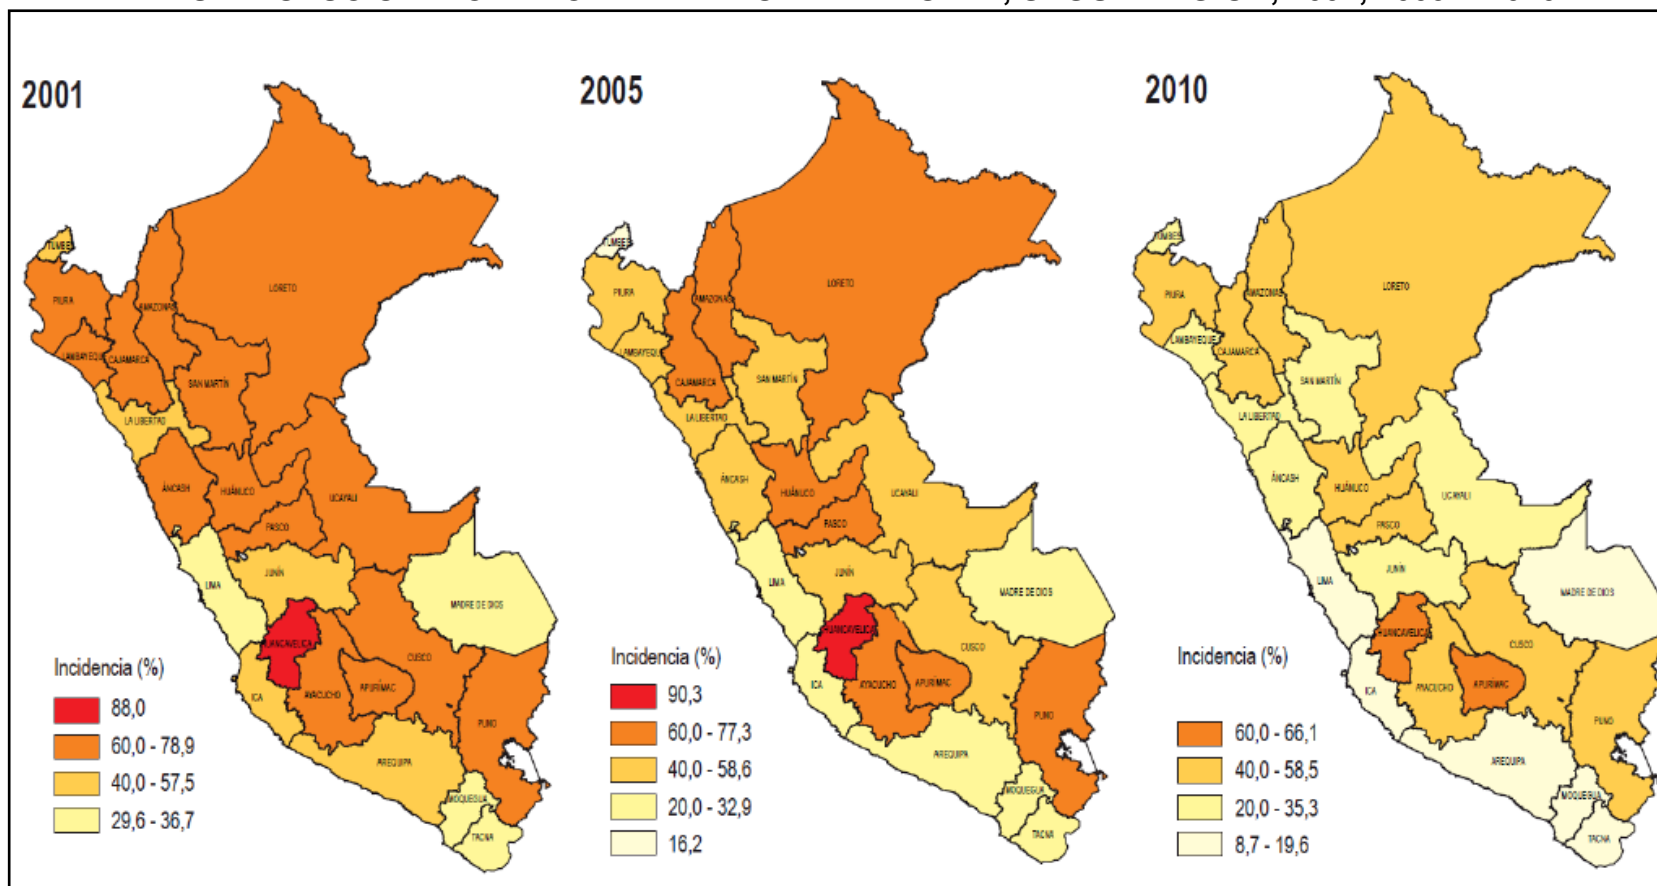 2001
TUMBES
PIURA
LAMBAYEQUE
CAJAMARCA
AMAZONAS
LORETO
SAN MARTÍN
LA LIBERTAD
ÁNCASH
HUÁNUCO
UCAYALI
PASCO
LIMA
JUNÍN
MADRE DE DIOS
HUANCAVELICA
CUSCO
ICA
AYACUCHO
APURÍMAC
PUNO
AREQUIPA
MOQUEGUA
TACNA
Incidencia (%)
88,0
60,0 - 78,9
40,0 - 57,5
29,6 - 36,7
2005
TUMBES
PIURA
LAMBAYEQUE
CAJAMARCA
AMAZONAS
LORETO
SAN MARTÍN
LA LIBERTAD
ÁNCASH
HUÁNUCO
UCAYALI
PASCO
LIMA
JUNÍN
MADRE DE DIOS
HUANCAVELICA
CUSCO
ICA
AYACUCHO
APURÍMAC
PUNO
AREQUIPA
MOQUEGUA
TACNA
Incidencia (%)
90,3
60,0 - 77,3
40,0 - 58,6
20,0 - 32,9
16,2
2010
TUMBES
PIURA
LAMBAYEQUE
CAJAMARCA
AMAZONAS
LORETO
SAN MARTÍN
LA LIBERTAD
ÁNCASH
HUÁNUCO
UCAYALI
PASCO
LIMA
JUNÍN
MADRE DE DIOS
HUANCAVELICA
CUSCO
ICA
AYACUCHO
APURÍMAC
PUNO
AREQUIPA
MOQUEGUA
TACNA
Incidencia (%)
60,0 - 66,1
40,0 - 58,5
20,0 - 35,3
8,7 - 19,6